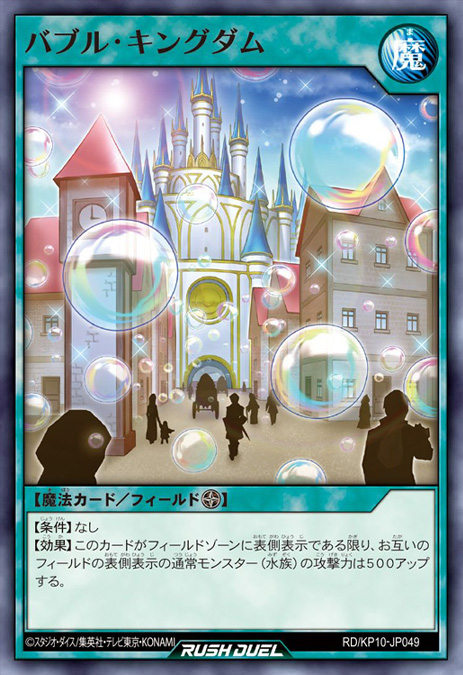 バブル・キングダム
ま
魔
【魔法カード/フィールド】
【条件】なし
【効果】このカードがフィールドゾーンに表側表示である限り、お互いの
フィールドの表側表示の通常モンスター(水族)の攻撃力は500アップ
する。
©スタジオ・ダイス/集英社・テレビ東京・KONAMI
RUSH DUEL
RD/KP10-JP049